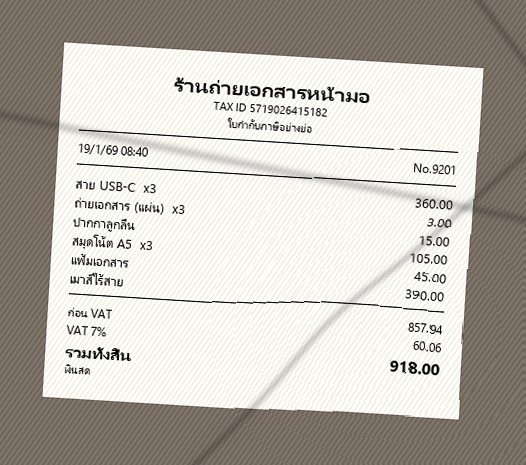 ร้านถ่ายเอกสารหน้ามอ
TAX ID 5719026415182
ใบกำกับภาษีอย่างย่อ
19/1/69 08:40 No.9201
สาย USB-C x3 360.00
ถ่ายเอกสาร (แผ่น) x3 3.00
ปากกาลูกลื่น 15.00
สมุดโน้ต A5 x3 105.00
แฟ้มเอกสาร 45.00
เมาส์ไร้สาย 390.00
ก่อน VAT 857.94
VAT 7% 60.06
รวมทั้งสิ้น 918.00
เงินสด